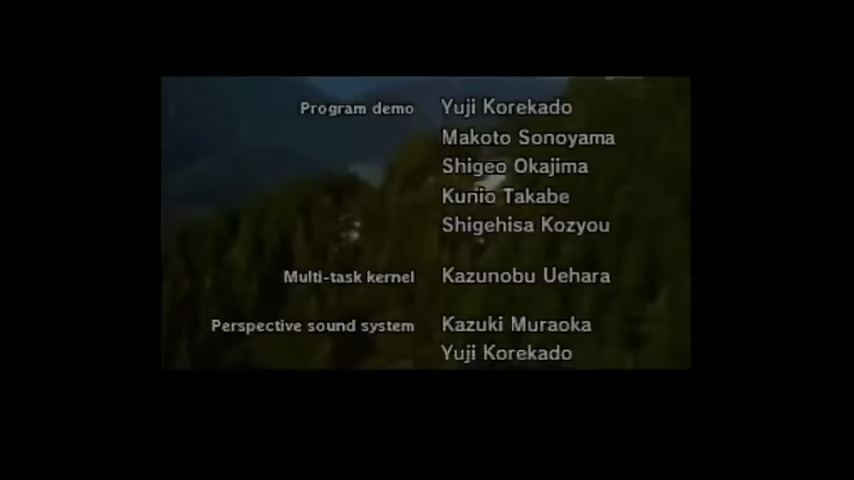 Program demo Yuji Korekado
Makoto Sonoyama
Shigeo Okajima
Kunio Takabe
Shigehisa Kozyou
Multi-task kernel Kazunobu Uehara
Perspective sound system Kazuki Muraoka
Yuji Korekado